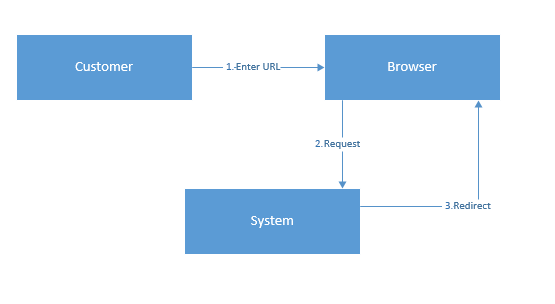 Customer
1.-Enter URL
Browser
2.Request
System
3.Redirect